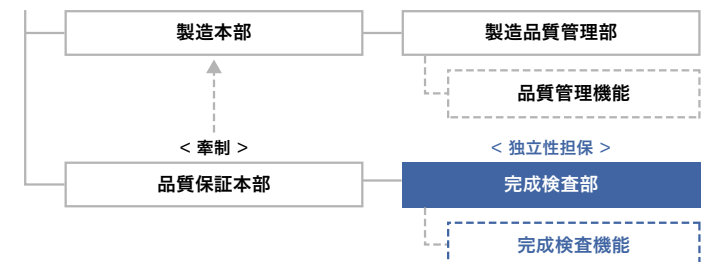 製造本部
製造品質管理部
品質管理機能
< 牽制 >
< 独立性担保 >
品質保証本部
完成検査部
完成検査機能